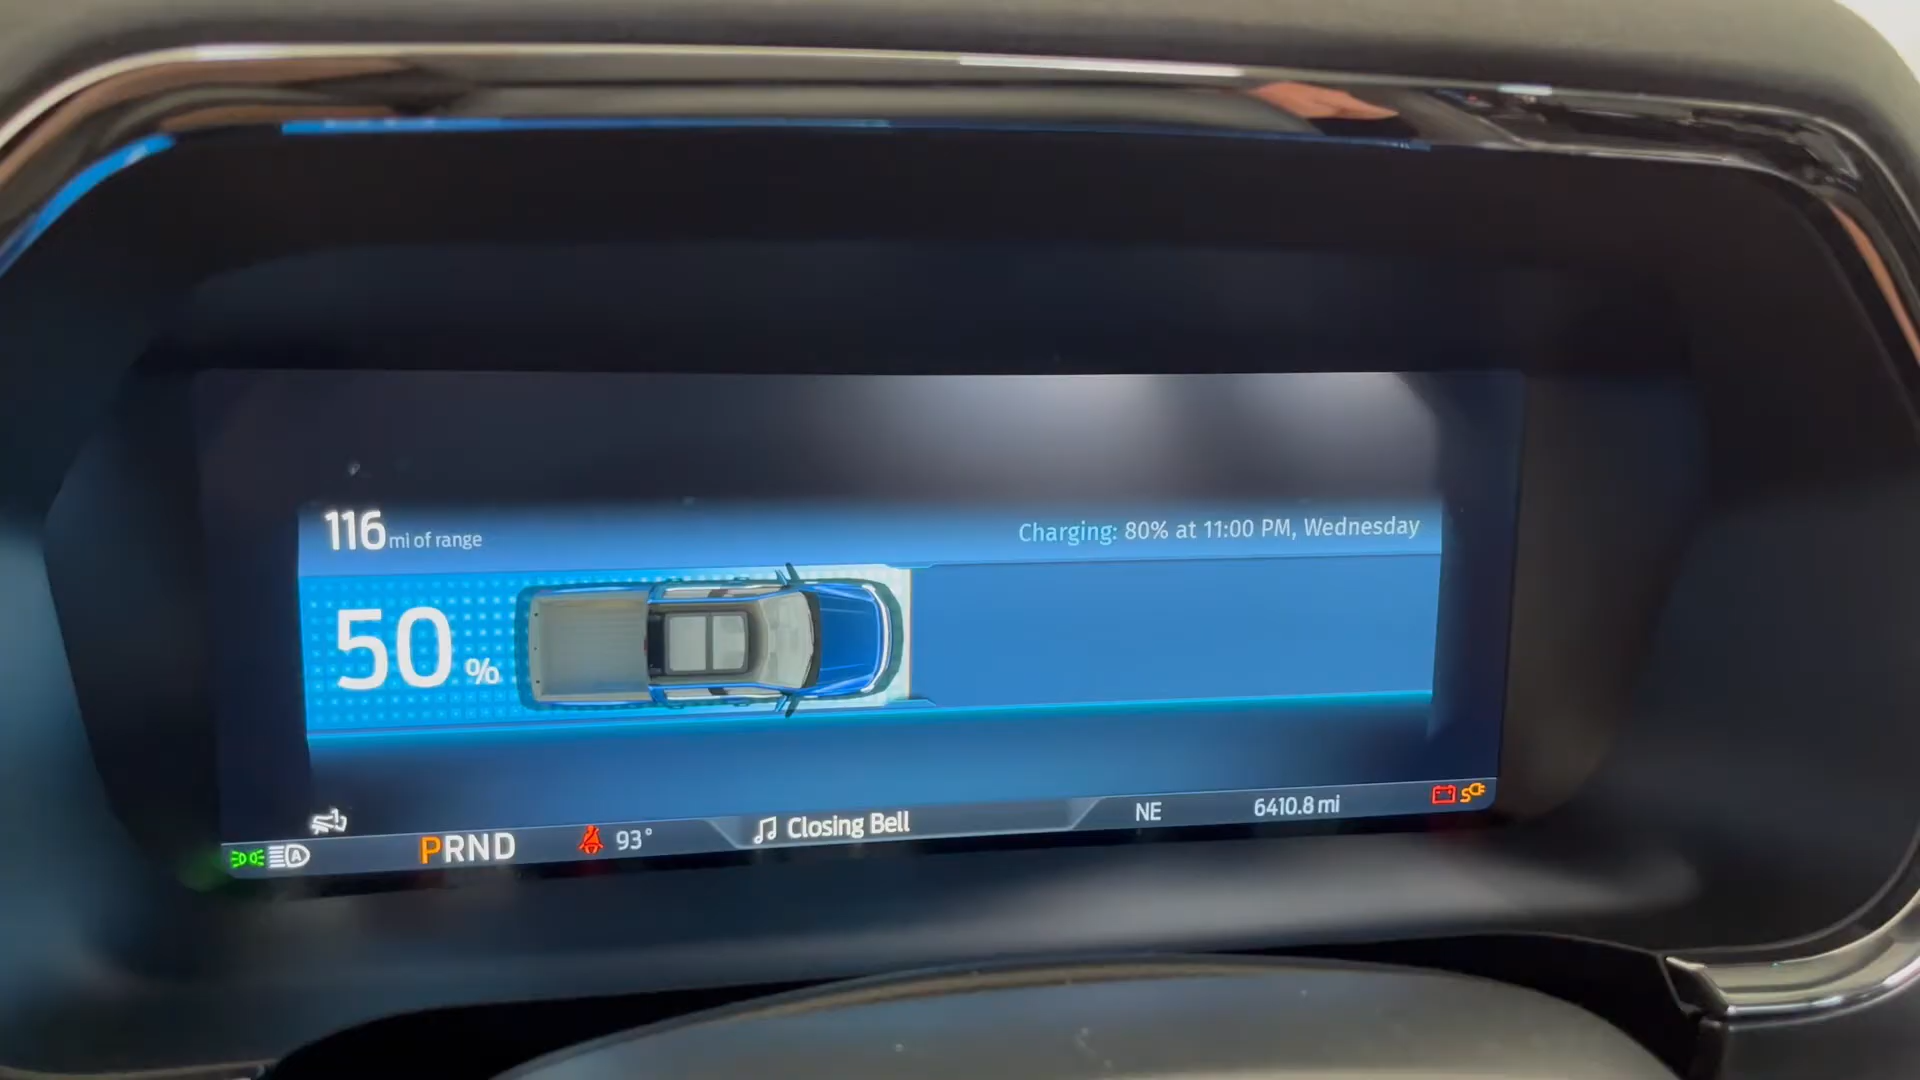 116 mi of range
Charging: 80% at 11:00 PM, Wednesday
50 %
A
PRND
93°
Closing Bell
NE
6410.8 mi